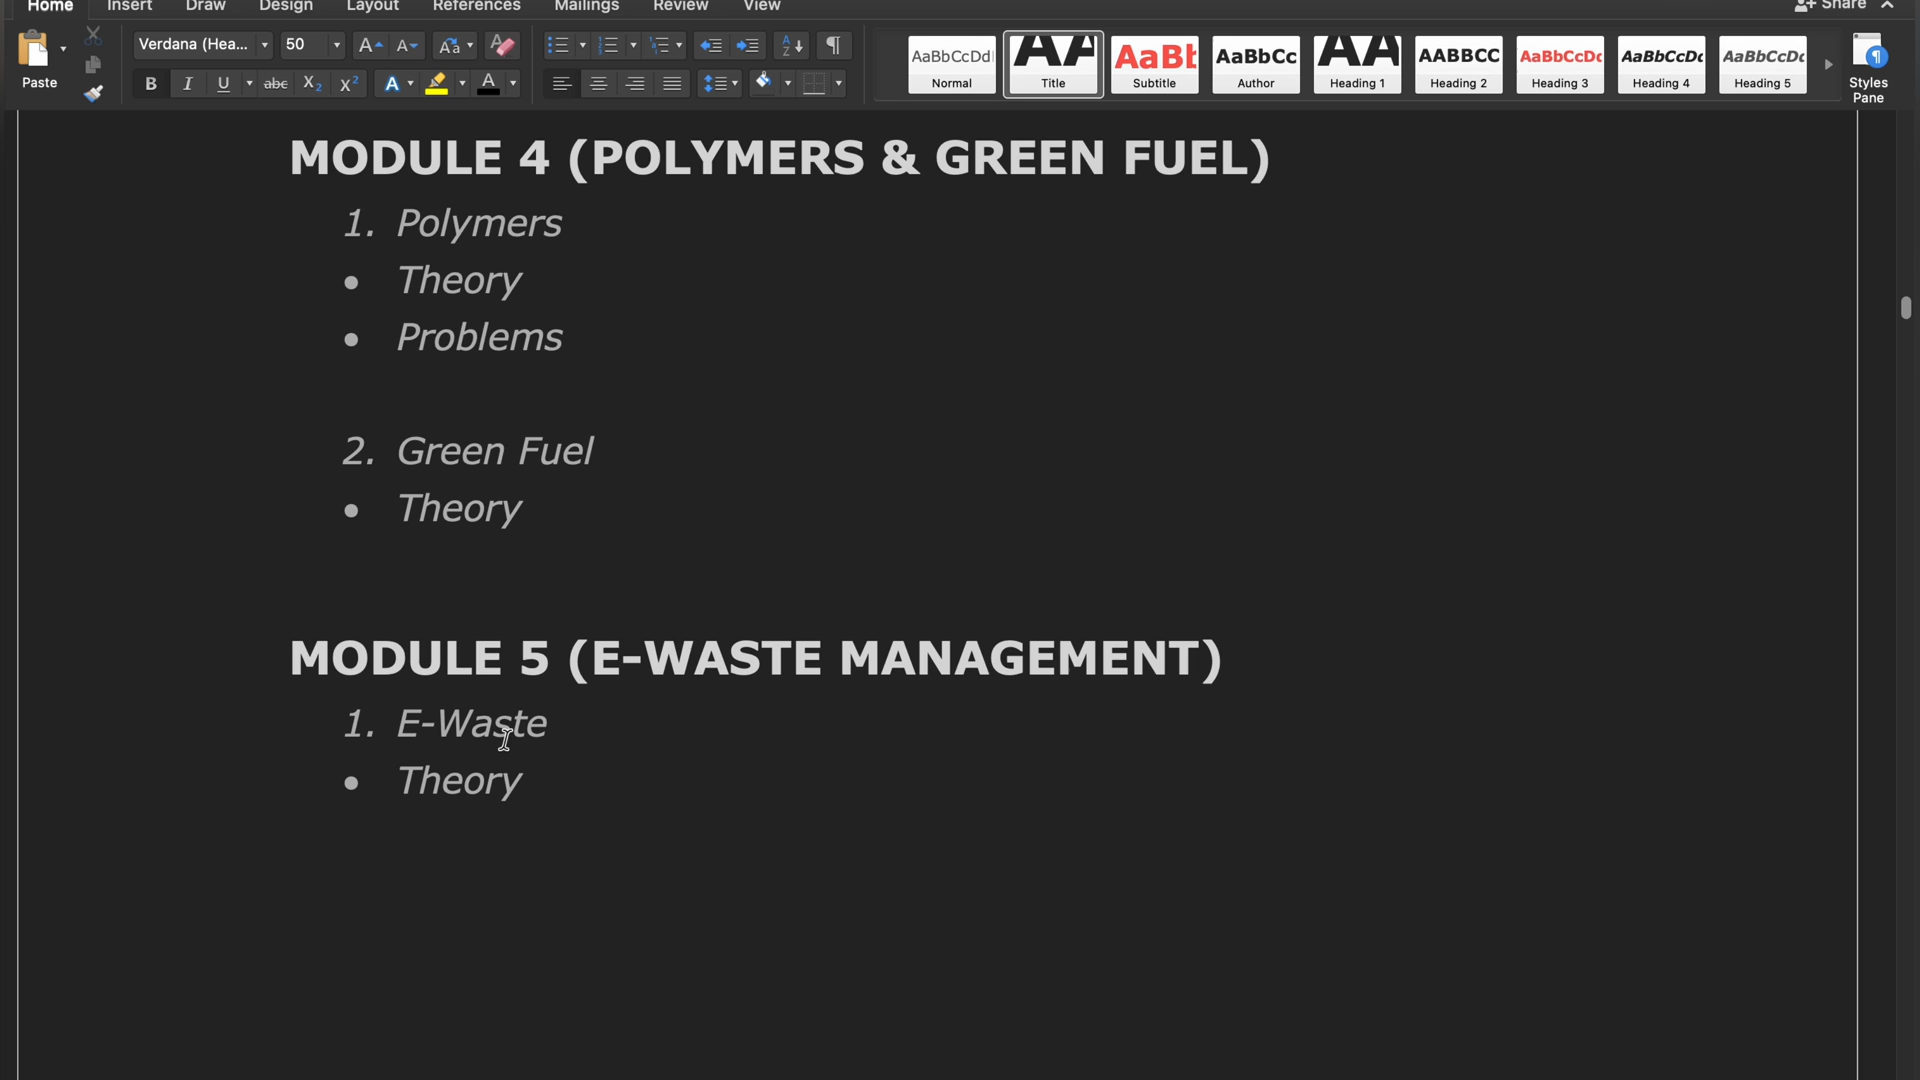 Home Insert Draw Design Layout References Mailings Review View Share
Verdana (Hea... 50
Paste
AaBbCcDdI AA AaBb AaBbCc AA AABBCC AaBbCcDc AaBbCcDc AaBbCcDc
Normal Title Subtitle Author Heading 1 Heading 2 Heading 3 Heading 4 Heading 5
Styles
Pane
MODULE 4 (POLYMERS & GREEN FUEL)
1. Polymers
• Theory
• Problems
2. Green Fuel
• Theory
MODULE 5 (E-WASTE MANAGEMENT)
1. E-Waste
• Theory